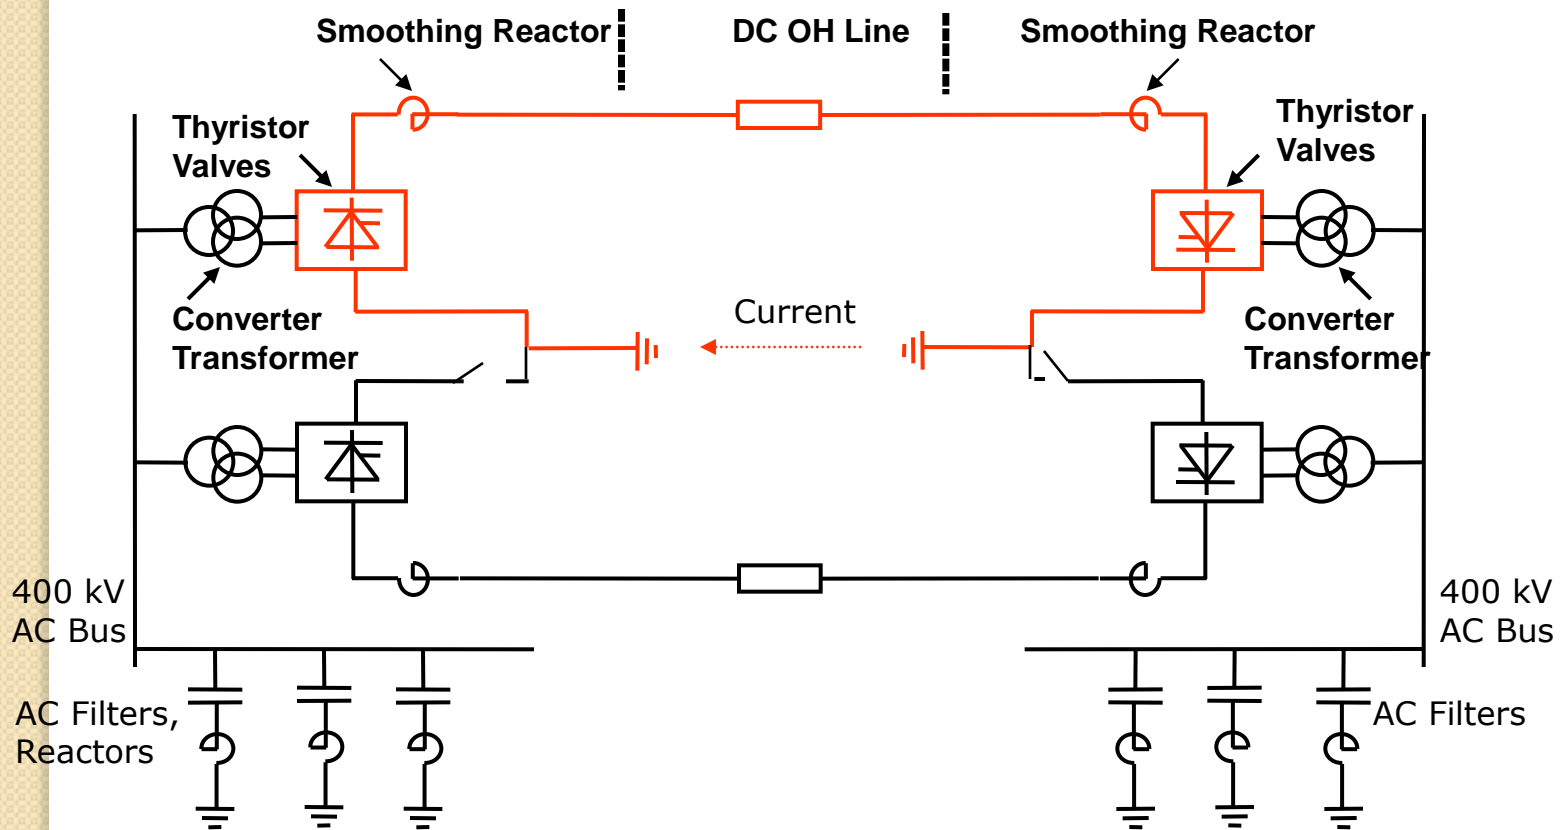 Smoothing Reactor
DC OH Line
Smoothing Reactor
Thyristor
Valves
Thyristor
Valves
Current
Converter
Transformer
Converter
Transformer
400 kV
AC Bus
400 kV
AC Bus
AC Filters,
Reactors
AC Filters